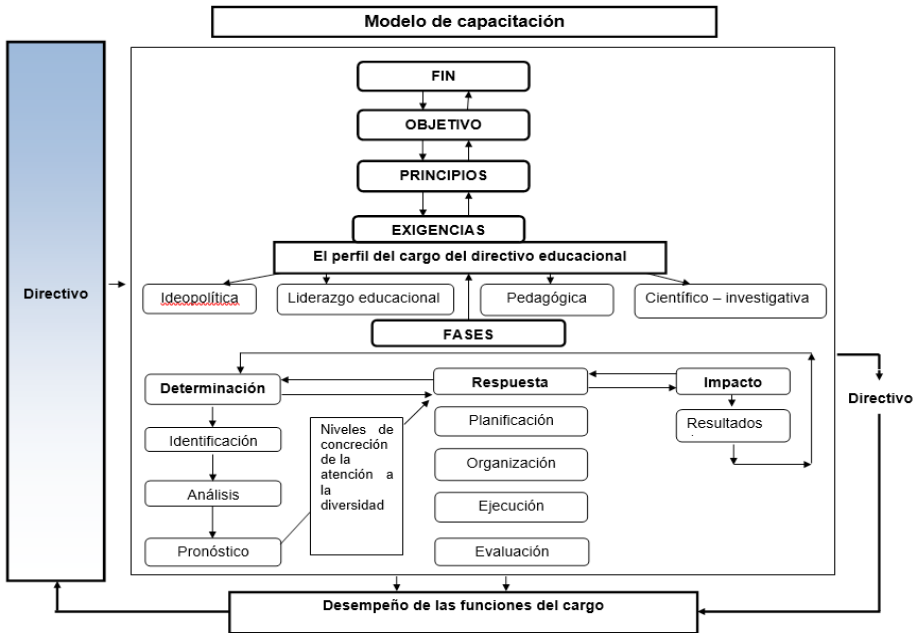 Modelo de capacitación
Directivo
FIN
OBJETIVO
PRINCIPIOS
EXIGENCIAS
El perfil del cargo del directivo educacional
Ideopolítica
Liderazgo educacional
Pedagógica
Científico – investigativa
FASES
Determinación
Respuesta
Impacto
Directivo
Identificación
Análisis
Pronóstico
Niveles de
concreción
de la
atención a
la
diversidad
Planificación
Organización
Ejecución
Evaluación
Resultados
Desempeño de las funciones del cargo